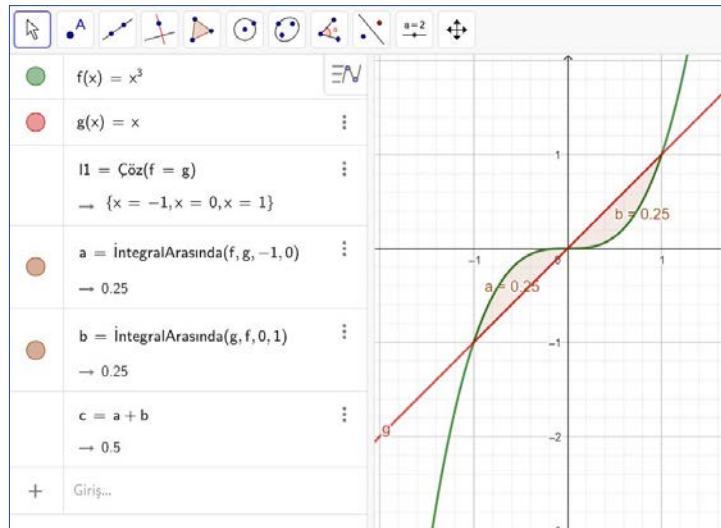 a=2
f(x) = x³
g(x) = x
l1 = Çöz(f = g)
→ {x = −1, x = 0, x = 1}
a = İntegralArasında(f, g, −1, 0)
→ 0.25
b = İntegralArasında(g, f, 0, 1)
→ 0.25
c = a + b
→ 0.5
+ Giriş...
A
1
b = 0.25
−1
0
1
a = 0.25
−1
g
−2